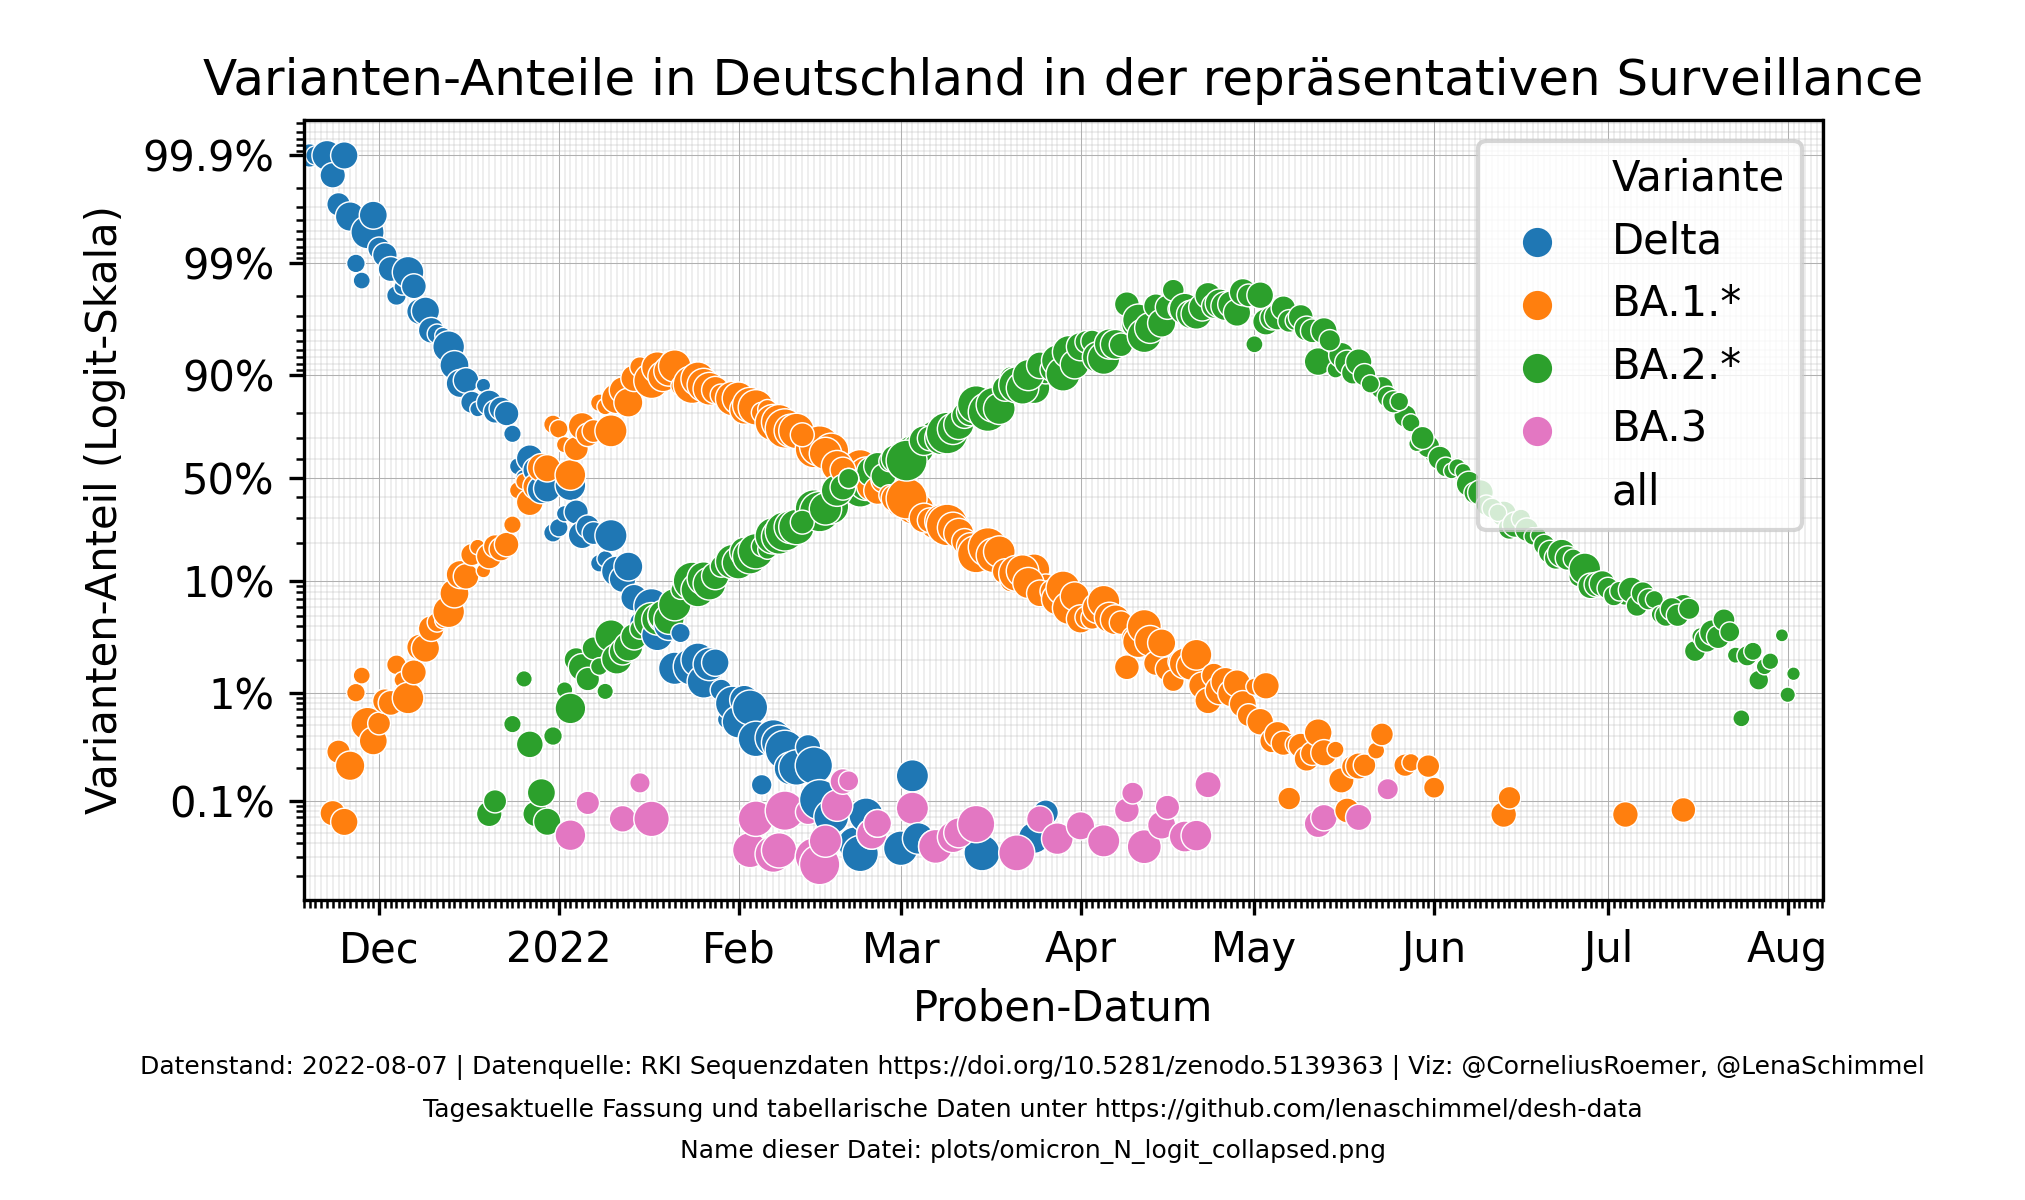 Varianten-Anteile in Deutschland in der repräsentativen Surveillance
Varianten-Anteil (Logit-Skala)
99.9%
99%
90%
50%
10%
1%
0.1%
Variante
Delta
BA.1.*
BA.2.*
BA.3
all
Dec 2022 Feb Mar Apr May Jun Jul Aug
Proben-Datum
Datenstand: 2022-08-07 | Datenquelle: RKI Sequenzdaten https://doi.org/10.5281/zenodo.5139363 | Viz: @CorneliusRoemer, @LenaSchimmel
Tagesaktuelle Fassung und tabellarische Daten unter https://github.com/lenaschimmel/desh-data
Name dieser Datei: plots/omicron_N_logit_collapsed.png